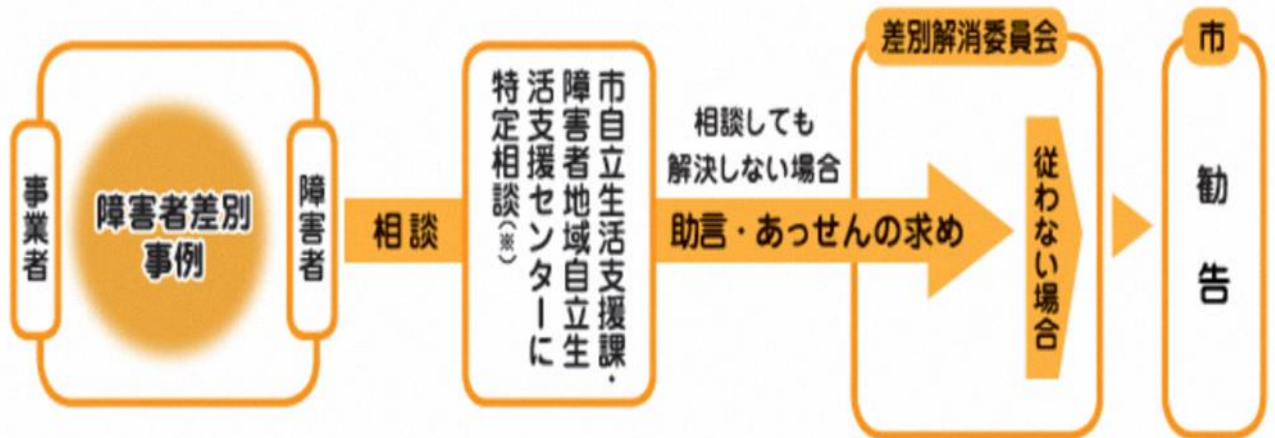 事業者
障害者差別
事例
障害者
相談
市自立生活支援課・
障害者地域自立生
活支援センターに
特定相談(※)
相談しても
解決しない場合
助言・あっせんの求め
差別解消委員会
従わない場合
市
勧告